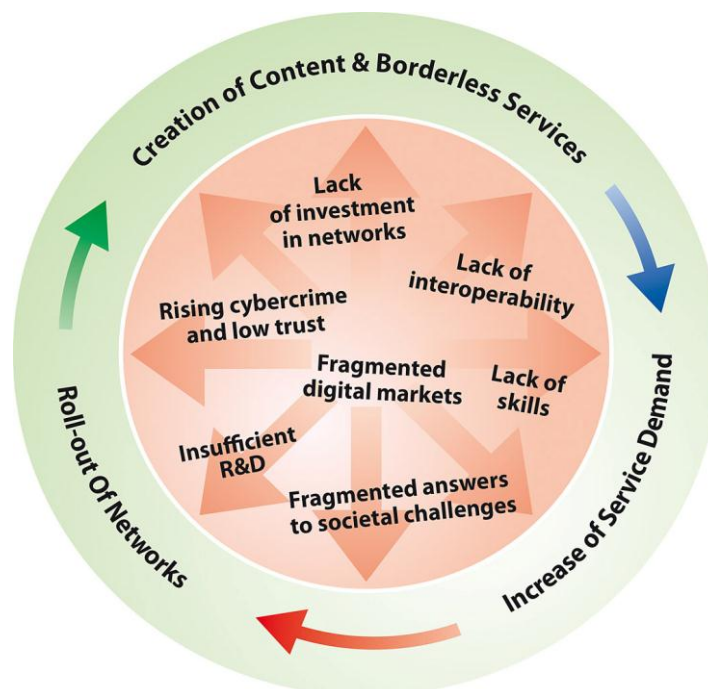 Creation of Content & Borderless Services
Lack
of investment
in networks
Lack of
interoperability
Rising cybercrime
and low trust
Fragmented
digital markets
Lack of
skills
Insufficient
R&D
Fragmented answers
to societal challenges
Increase of Service Demand
Roll-out Of Networks